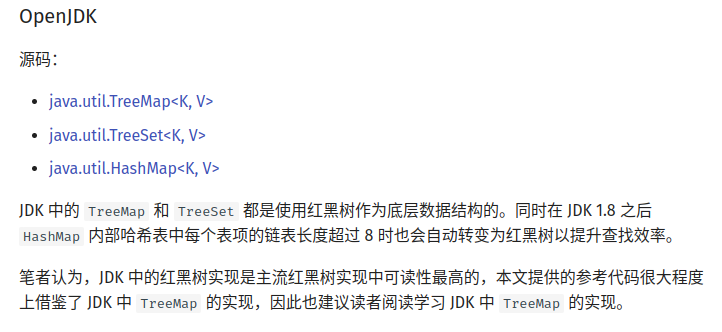 OpenJDK
源码：
• java.util.TreeMap<K, V>
• java.util.TreeSet<K, V>
• java.util.HashMap<K, V>
JDK 中的 TreeMap 和 TreeSet 都是使用红黑树作为底层数据结构的。同时在 JDK 1.8 之后
HashMap 内部哈希表中每个表项的链表长度超过 8 时也会自动转变为红黑树以提升查找效率。
笔者认为，JDK 中的红黑树实现是主流红黑树实现中可读性最高的，本文提供的参考代码很大程度
上借鉴了 JDK 中 TreeMap 的实现，因此也建议读者阅读学习 JDK 中 TreeMap 的实现。